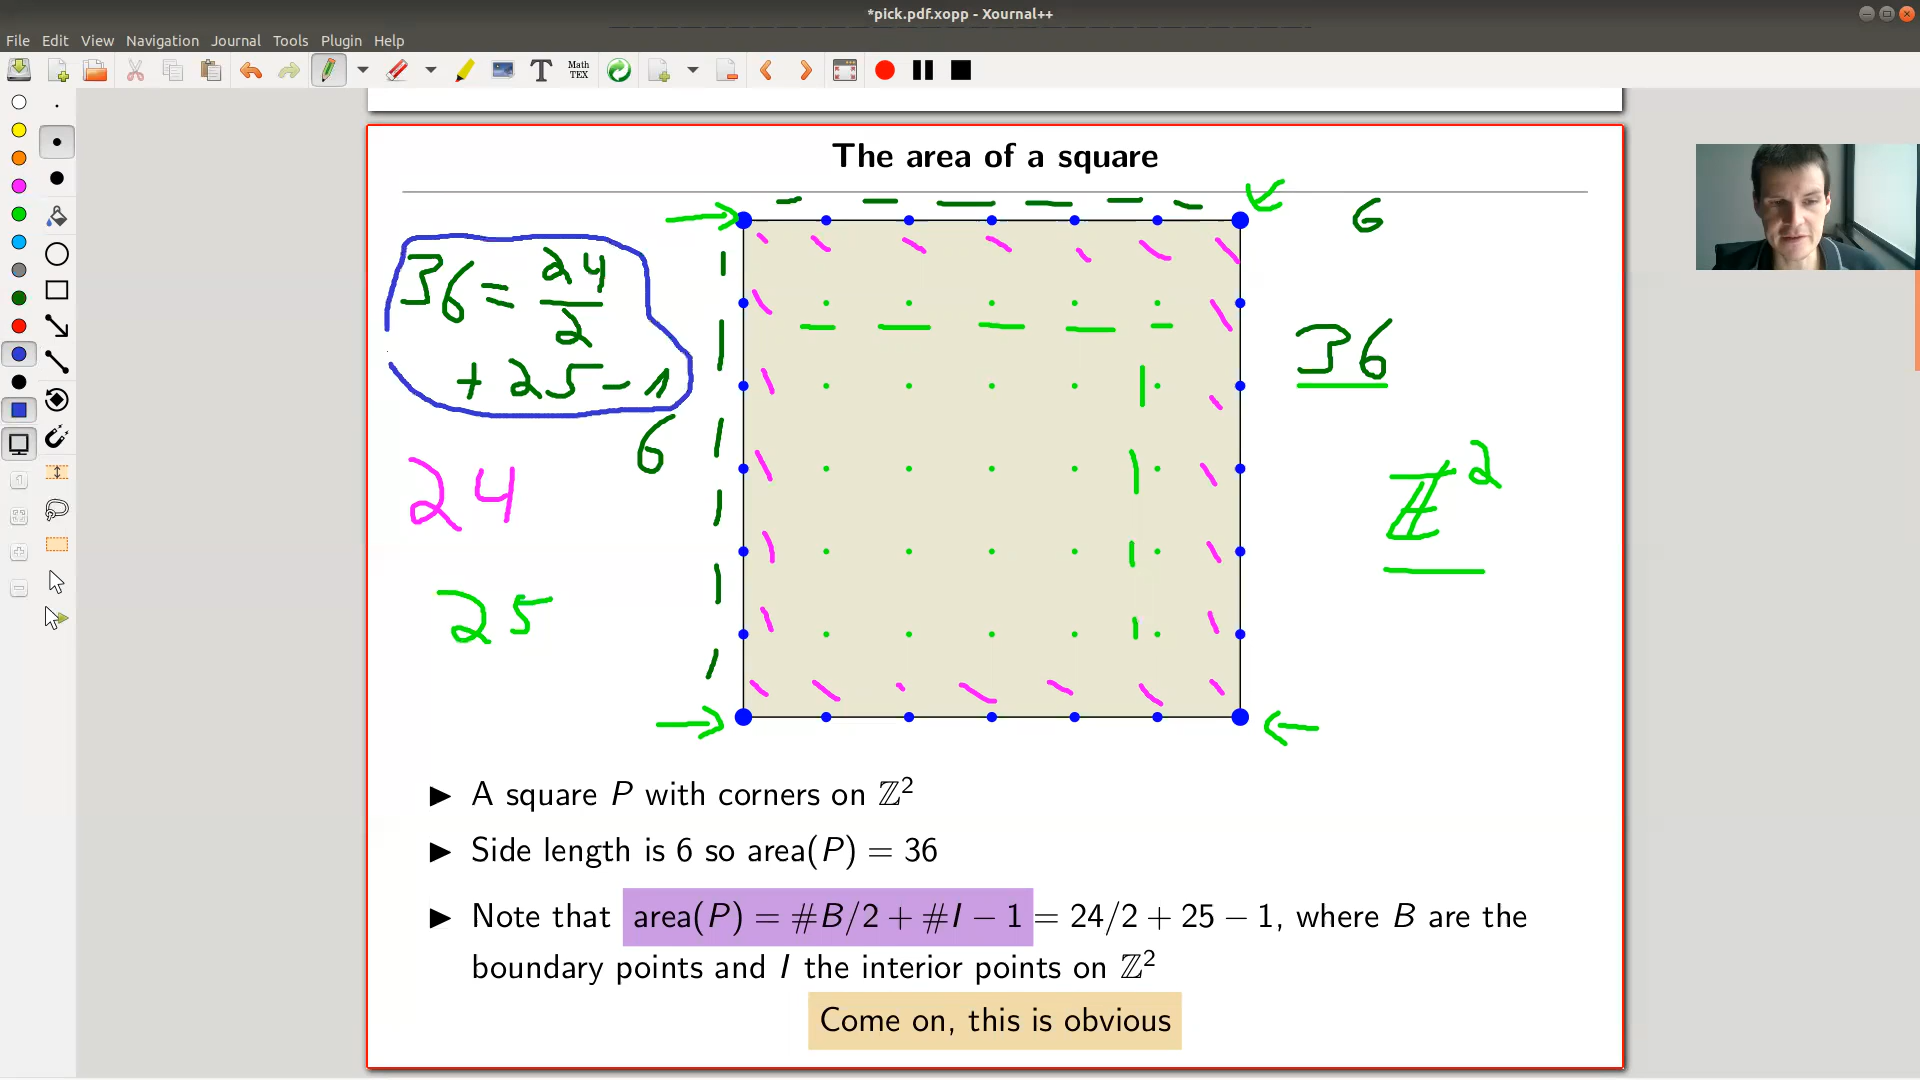 *pick.pdf.xopp - Xournal++
File Edit View Navigation Journal Tools Plugin Help
T Math TEX
The area of a square
6
36 = 24/2
+ 25 - 1
36
6
24
ℤ²
25
▶ A square P with corners on ℤ²
▶ Side length is 6 so area(P) = 36
▶ Note that area(P) = #B/2 + #I − 1 = 24/2 + 25 − 1, where B are the
boundary points and I the interior points on ℤ²
Come on, this is obvious